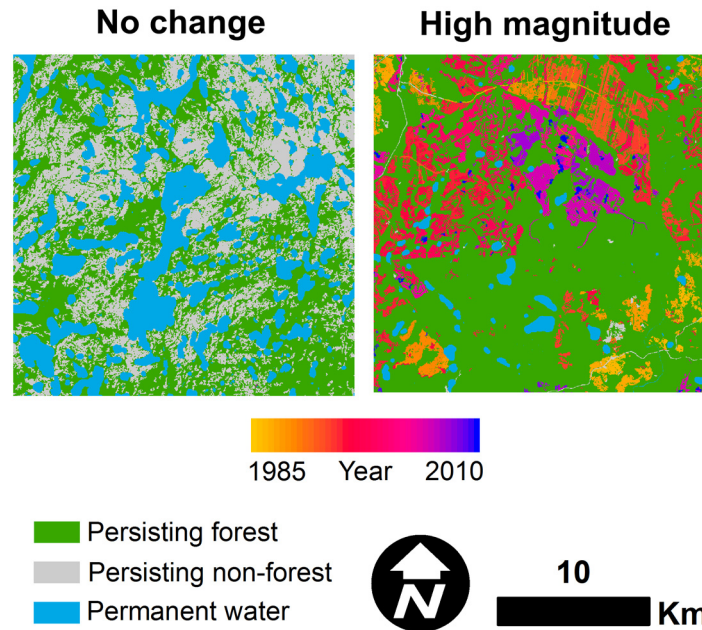 No change
High magnitude
1985 Year 2010
Persisting forest
Persisting non-forest
Permanent water
N
10
Km